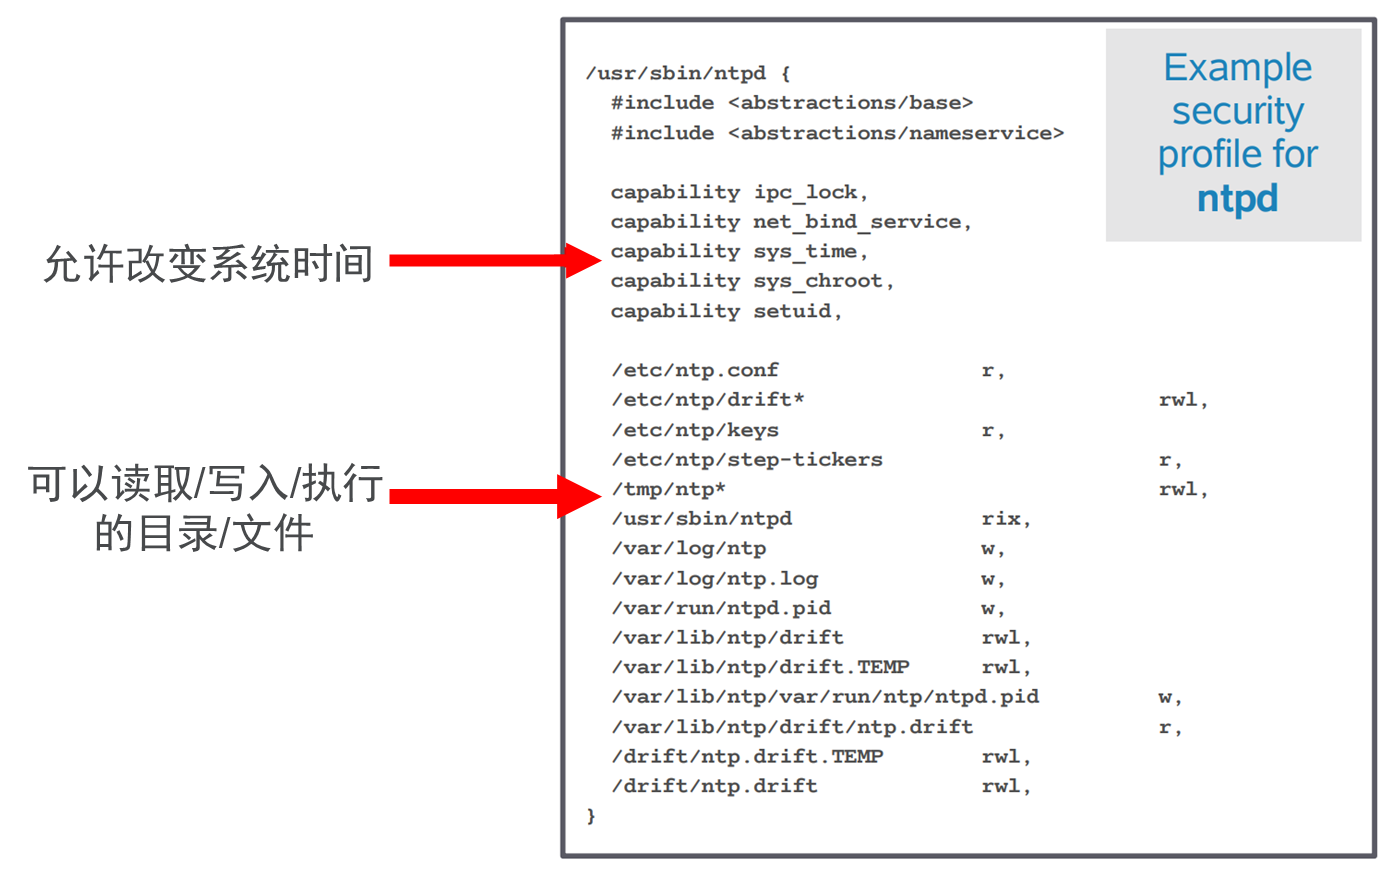 /usr/sbin/ntpd {
#include <abstractions/base>
#include <abstractions/nameservice>
capability ipc_lock,
capability net_bind_service,
capability sys_time,
capability sys_chroot,
capability setuid,
/etc/ntp.conf r,
/etc/ntp/drift* rwl,
/etc/ntp/keys r,
/etc/ntp/step-tickers r,
/tmp/ntp* rwl,
/usr/sbin/ntpd rix,
/var/log/ntp w,
/var/log/ntp.log w,
/var/run/ntpd.pid w,
/var/lib/ntp/drift rwl,
/var/lib/ntp/drift.TEMP rwl,
/var/lib/ntp/var/run/ntp/ntpd.pid w,
/var/lib/ntp/drift/ntp.drift r,
/drift/ntp.drift.TEMP rwl,
/drift/ntp.drift rwl,
}
Example
security
profile for
ntpd
允许改变系统时间
可以读取/写入/执行
的目录/文件